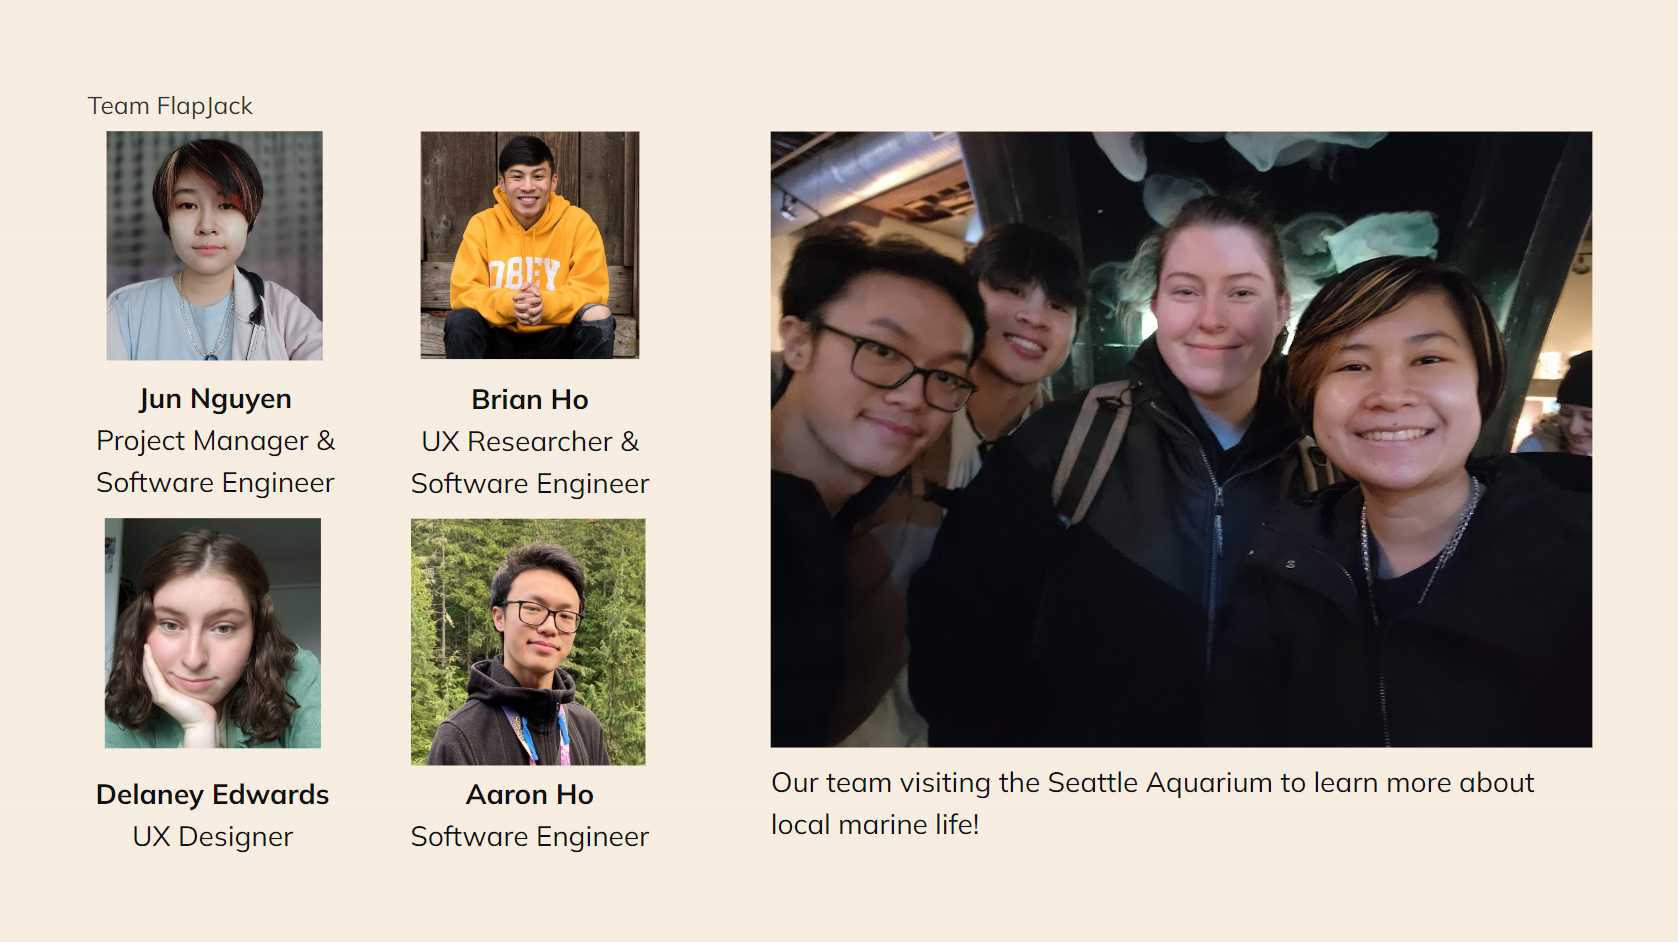 Team FlapJack
Jun Nguyen
Project Manager &
Software Engineer
OBEY
Brian Ho
UX Researcher &
Software Engineer
Delaney Edwards
UX Designer
Aaron Ho
Software Engineer
Our team visiting the Seattle Aquarium to learn more about
local marine life!